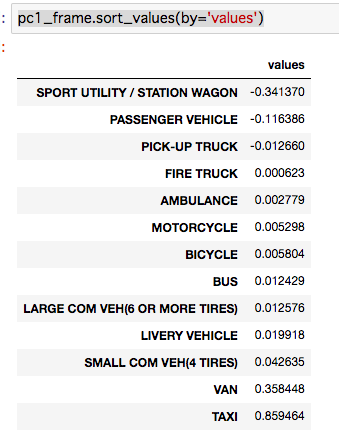 : pc1_frame.sort_values(by='values')
:
values
SPORT UTILITY / STATION WAGON -0.341370
PASSENGER VEHICLE -0.116386
PICK-UP TRUCK -0.012660
FIRE TRUCK 0.000623
AMBULANCE 0.002779
MOTORCYCLE 0.005298
BICYCLE 0.005804
BUS 0.012429
LARGE COM VEH(6 OR MORE TIRES) 0.012576
LIVERY VEHICLE 0.019918
SMALL COM VEH(4 TIRES) 0.042635
VAN 0.358448
TAXI 0.859464